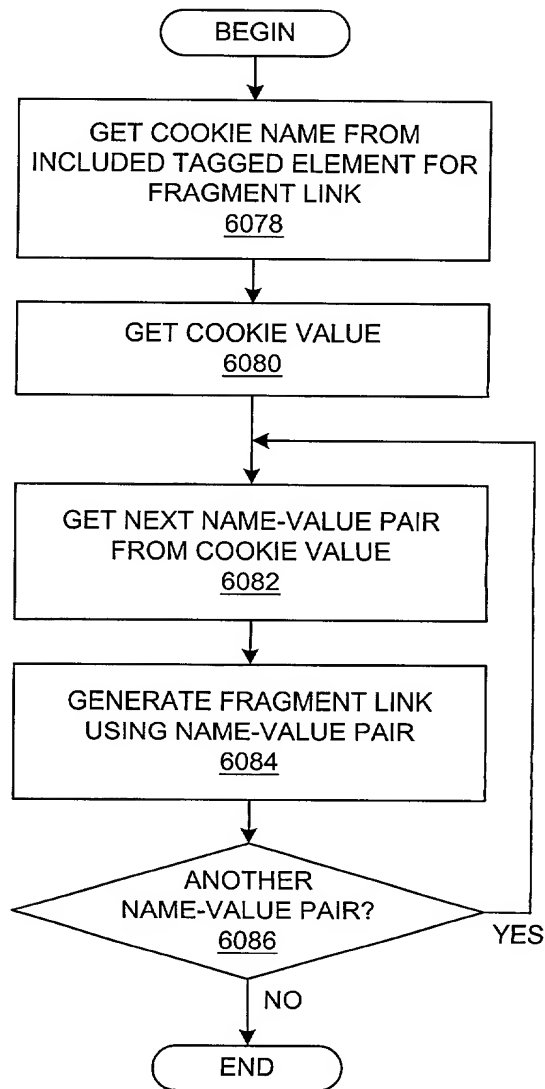 BEGIN
GET COOKIE NAME FROM
INCLUDED TAGGED ELEMENT FOR
FRAGMENT LINK
6078
GET COOKIE VALUE
6080
GET NEXT NAME-VALUE PAIR
FROM COOKIE VALUE
6082
GENERATE FRAGMENT LINK
USING NAME-VALUE PAIR
6084
ANOTHER
NAME-VALUE PAIR?
6086
YES
NO
END